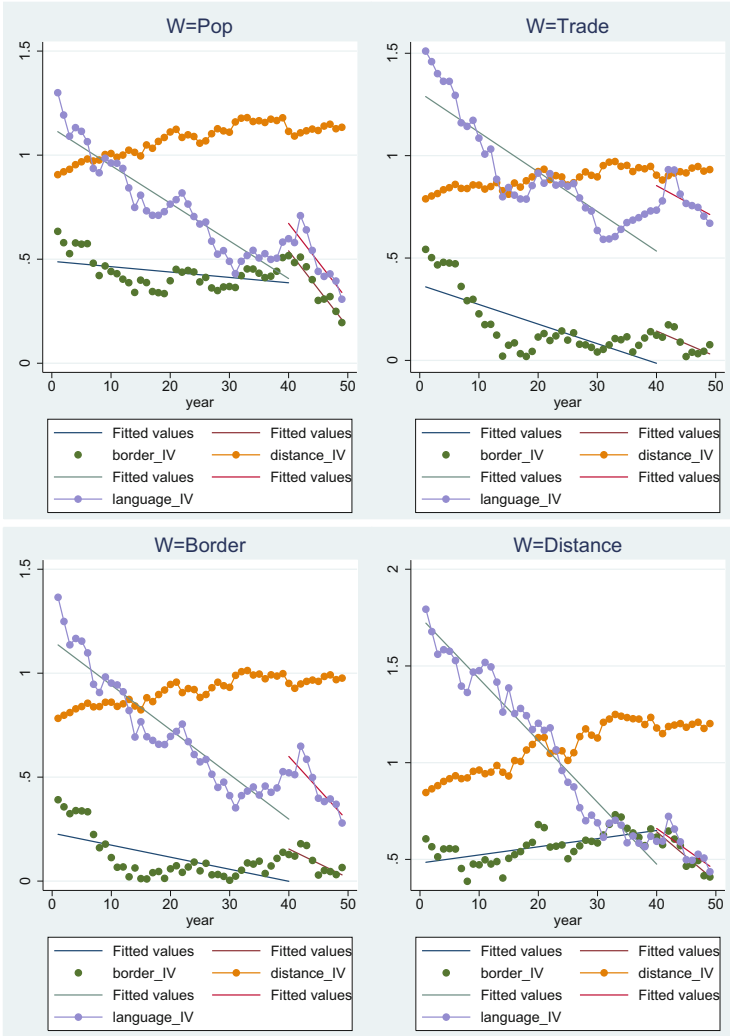 W=Pop
1.5
1
.5
0
0 10 20 30 40 50
year
Fitted values Fitted values
border_IV distance_IV
Fitted values Fitted values
language_IV
W=Trade
1.5
1
.5
0
0 10 20 30 40 50
year
Fitted values Fitted values
border_IV distance_IV
Fitted values Fitted values
language_IV
W=Border
1.5
1
.5
0
0 10 20 30 40 50
year
Fitted values Fitted values
border_IV distance_IV
Fitted values Fitted values
language_IV
W=Distance
2
1.5
1
.5
0 10 20 30 40 50
year
Fitted values Fitted values
border_IV distance_IV
Fitted values Fitted values
language_IV